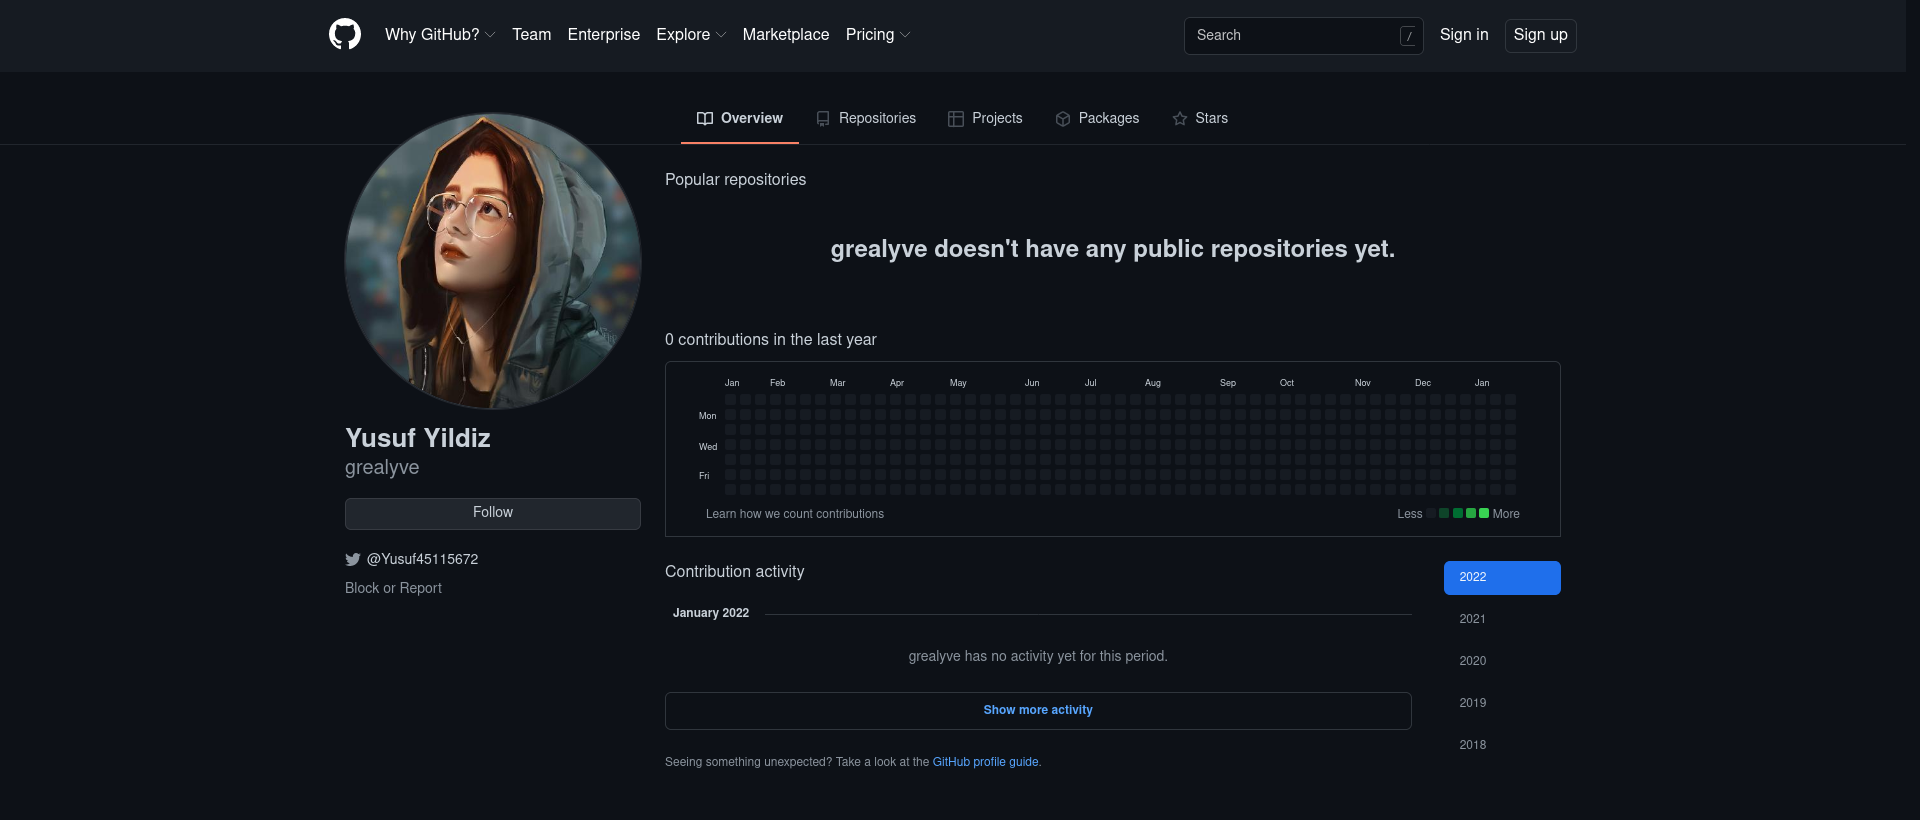 Why GitHub? Team Enterprise Explore Marketplace Pricing Search / Sign in Sign up
Overview Repositories Projects Packages Stars
Popular repositories
grealyve doesn't have any public repositories yet.
Yusuf Yildiz
grealyve
Follow
@Yusuf45115672
Block or Report
0 contributions in the last year
Jan Feb Mar Apr May Jun Jul Aug Sep Oct Nov Dec Jan
Mon
Wed
Fri
Learn how we count contributions Less More
Contribution activity
January 2022
grealyve has no activity yet for this period.
Show more activity
Seeing something unexpected? Take a look at the GitHub profile guide.
2022
2021
2020
2019
2018